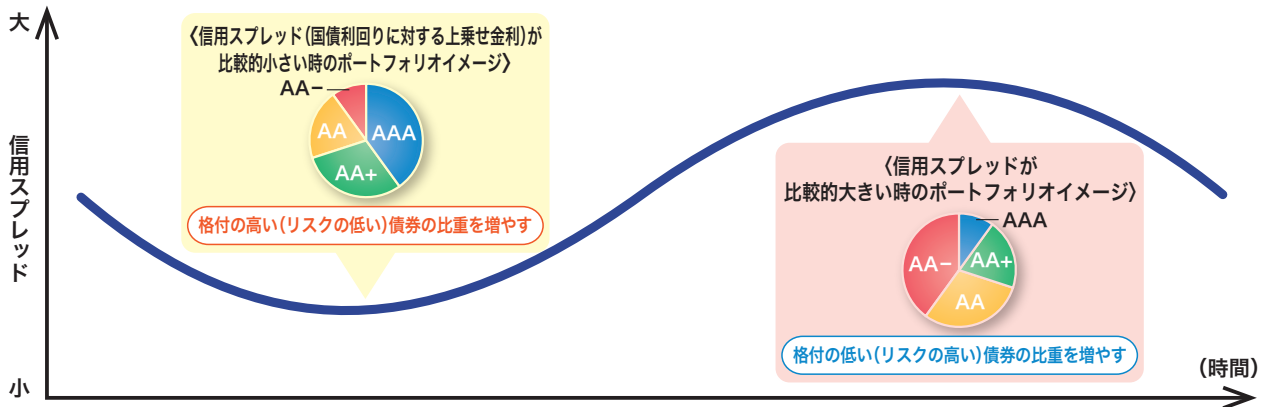 大
信用スプレッド
小
〈信用スプレッド(国債利回りに対する上乗せ金利)が
比較的小さい時のポートフォリオイメージ〉
AA−
AAA
AA
AA+
格付の高い(リスクの低い)債券の比重を増やす
〈信用スプレッドが
比較的大きい時のポートフォリオイメージ〉
AAA
AA−
AA+
AA
格付の低い(リスクの高い)債券の比重を増やす
(時間)